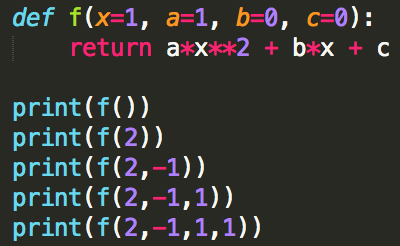 def f(x=1, a=1, b=0, c=0):
    return a*x**2 + b*x + c

print(f())
print(f(2))
print(f(2,-1))
print(f(2,-1,1))
print(f(2,-1,1,1))